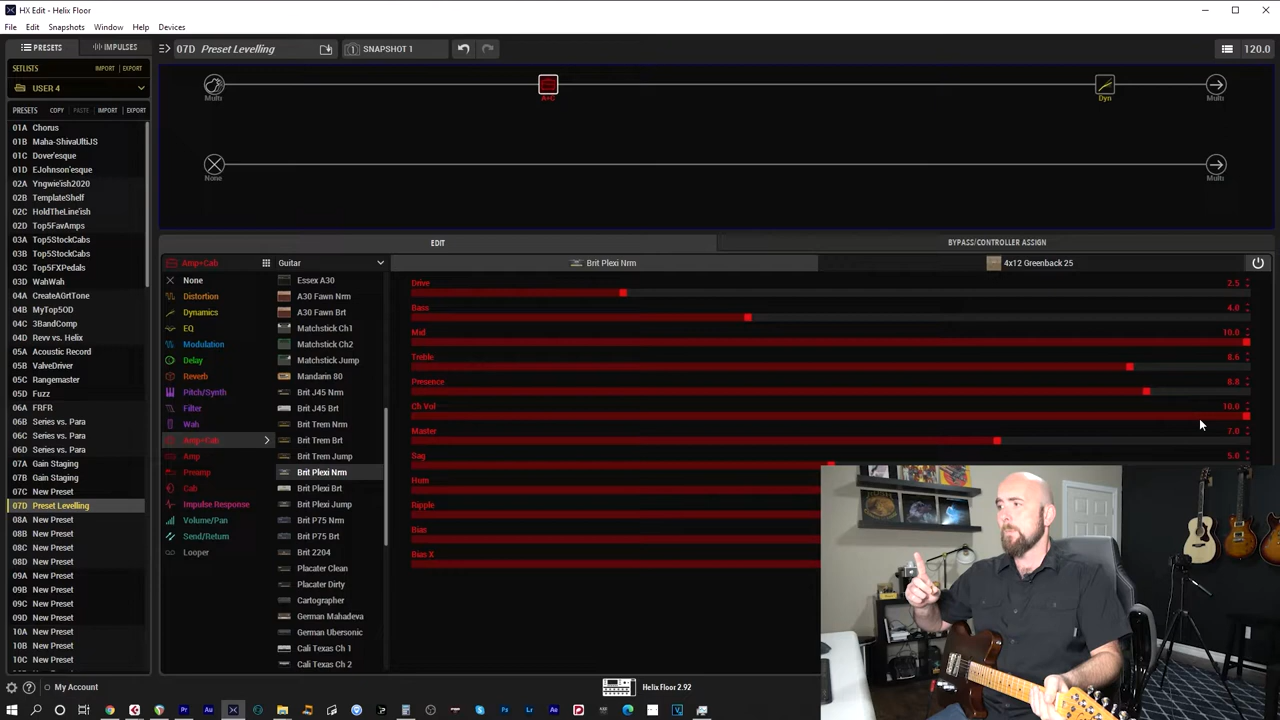 HX Edit - Helix Floor
File Edit Snapshots Window Help Devices
PRESETS IMPULSES
07D Preset Levelling
1 SNAPSHOT 1
120.0
SETLISTS IMPORT EXPORT
USER 4
PRESETS COPY PASTE IMPORT EXPORT
01A Chorus
01B Maha-ShivaUltiJS
01C Dover'esque
01D EJohnson'esque
02A Yngwie'ish2020
02B TemplateShelf
02C HoldTheLine'ish
02D Top5FavAmps
03A Top5StockCabs
03B Top5StockCabs
03C Top5FXPedals
03D WahWah
04A CreateAGrtTone
04B MyTop5OD
04C 3BandComp
04D Revv vs. Helix
05A Acoustic Record
05B ValveDriver
05C Rangemaster
05D Fuzz
06A FRFR
06B Series vs. Para
06C Series vs. Para
06D Series vs. Para
07A Gain Staging
07B Gain Staging
07C New Preset
07D Preset Levelling
08A New Preset
08B New Preset
08C New Preset
08D New Preset
09A New Preset
09B New Preset
09C New Preset
09D New Preset
10A New Preset
10B New Preset
10C New Preset
My Account
Multi
A+C
Dyn
Multi
None
Multi
EDIT
BYPASS/CONTROLLER ASSIGN
Amp+Cab
Guitar
Brit Plexi Nrm
4x12 Greenback 25
None
Distortion
Dynamics
EQ
Modulation
Delay
Reverb
Pitch/Synth
Filter
Wah
Amp+Cab
Amp
Preamp
Cab
Impulse Response
Volume/Pan
Send/Return
Looper
Essex A30
A30 Fawn Nrm
A30 Fawn Brt
Matchstick Ch1
Matchstick Ch2
Matchstick Jump
Mandarin 80
Brit J45 Nrm
Brit J45 Brt
Brit Trem Nrm
Brit Trem Brt
Brit Trem Jump
Brit Plexi Nrm
Brit Plexi Brt
Brit Plexi Jump
Brit P75 Nrm
Brit P75 Brt
Brit 2204
Placater Clean
Placater Dirty
Cartographer
German Mahadeva
German Ubersonic
Cali Texas Ch 1
Cali Texas Ch 2
Drive 2.5
Bass 4.0
Mid 10.0
Treble 8.6
Presence 8.8
Ch Vol 10.0
Master 7.0
Sag 5.0
Hum
Ripple
Bias
Bias X
Helix Floor 2.92